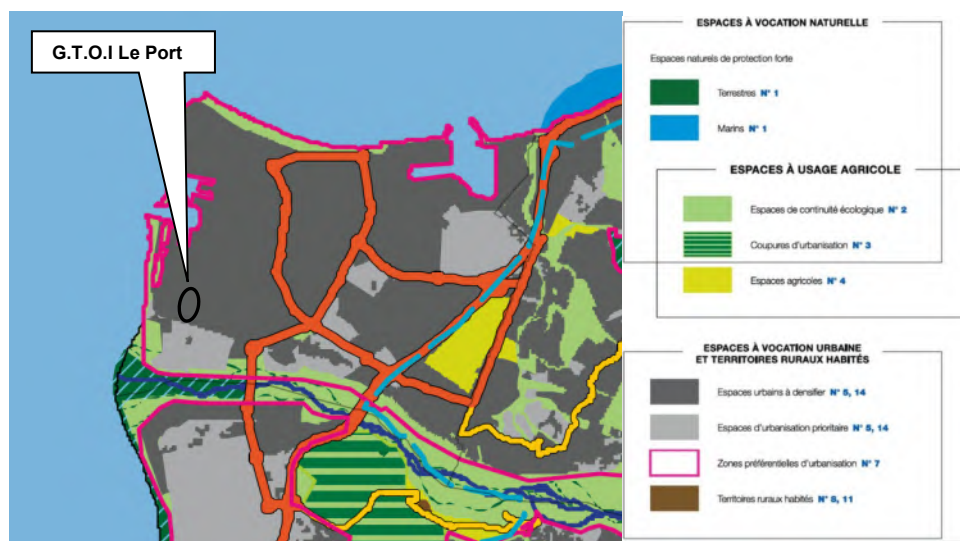 G.T.O.I Le Port
ESPACES À VOCATION NATURELLE
Espaces naturels de protection forte
Terrestres N° 1
Marins N° 1
ESPACES À USAGE AGRICOLE
Espaces de continuité écologique N° 2
Coupures d'urbanisation N° 3
Espaces agricoles N° 4
ESPACES À VOCATION URBAINE
ET TERRITOIRES RURAUX HABITÉS
Espaces urbains à densifier N° 5, 14
Espaces d'urbanisation prioritaire N° 5, 14
Zones préférentielles d'urbanisation N° 7
Territoires ruraux habités N° 8, 11